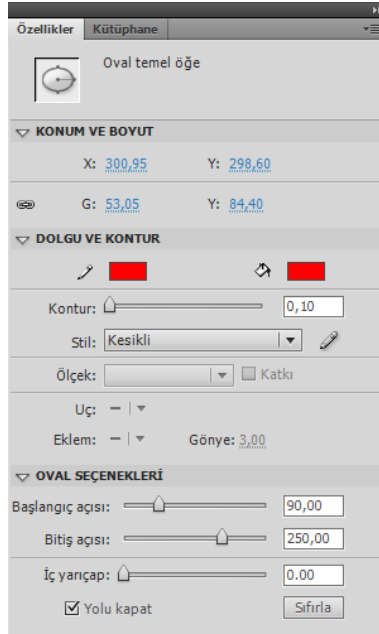 Özellikler Kütüphane
Oval temel öğe
KONUM VE BOYUT
X: 300,95 Y: 298,60
G: 53,05 Y: 84,40
DOLGU VE KONTUR
Kontur: 0,10
Stil: Kesikli
Ölçek: Katkı
Uç:
Eklem: Gönye: 3,00
OVAL SEÇENEKLERİ
Başlangıç açısı: 90,00
Bitiş açısı: 250,00
İç yarıçap: 0.00
Yolu kapat Sıfırla